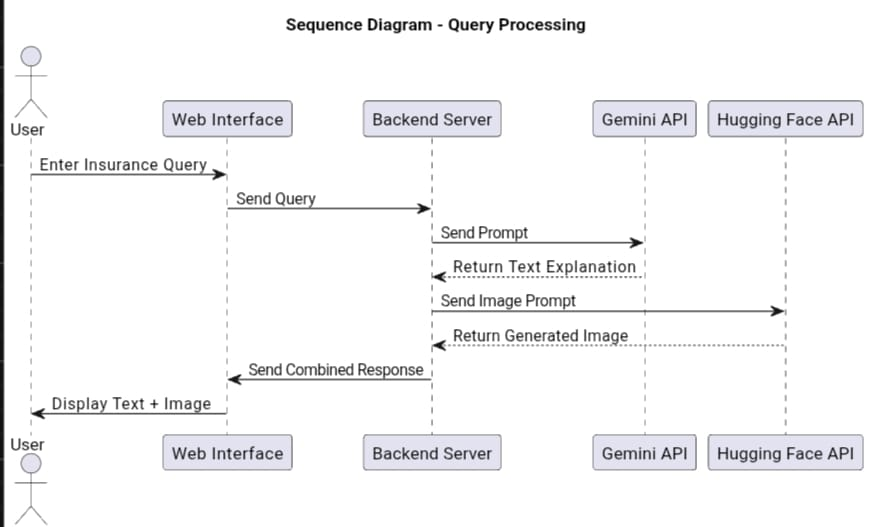 Sequence Diagram - Query Processing
User
Web Interface
Backend Server
Gemini API
Hugging Face API
Enter Insurance Query
Send Query
Send Prompt
Return Text Explanation
Send Image Prompt
Return Generated Image
Send Combined Response
Display Text + Image
User
Web Interface
Backend Server
Gemini API
Hugging Face API